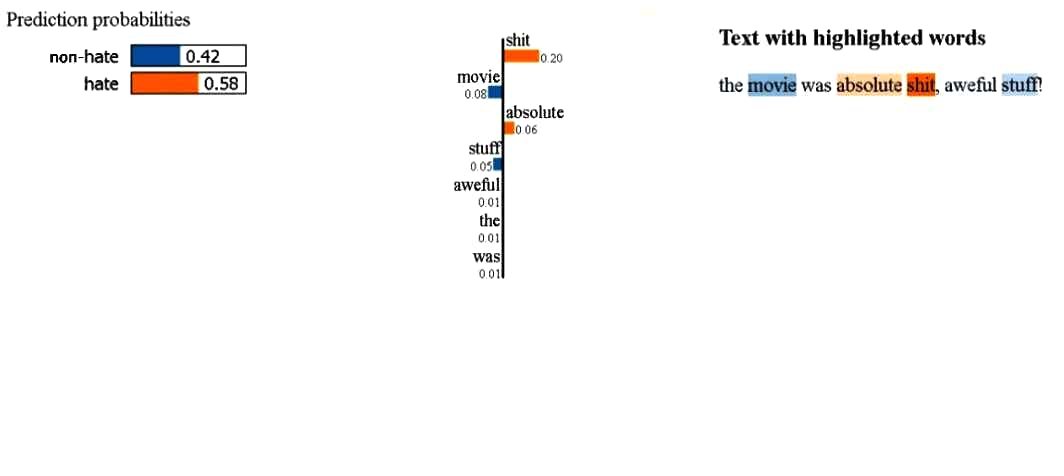 Prediction probabilities
non-hate 0.42
hate 0.58
shit
0.20
movie
0.08
absolute
0.06
stuff
0.05
aweful
0.01
the
0.01
was
0.01
Text with highlighted words
the movie was absolute shit, aweful stuff!